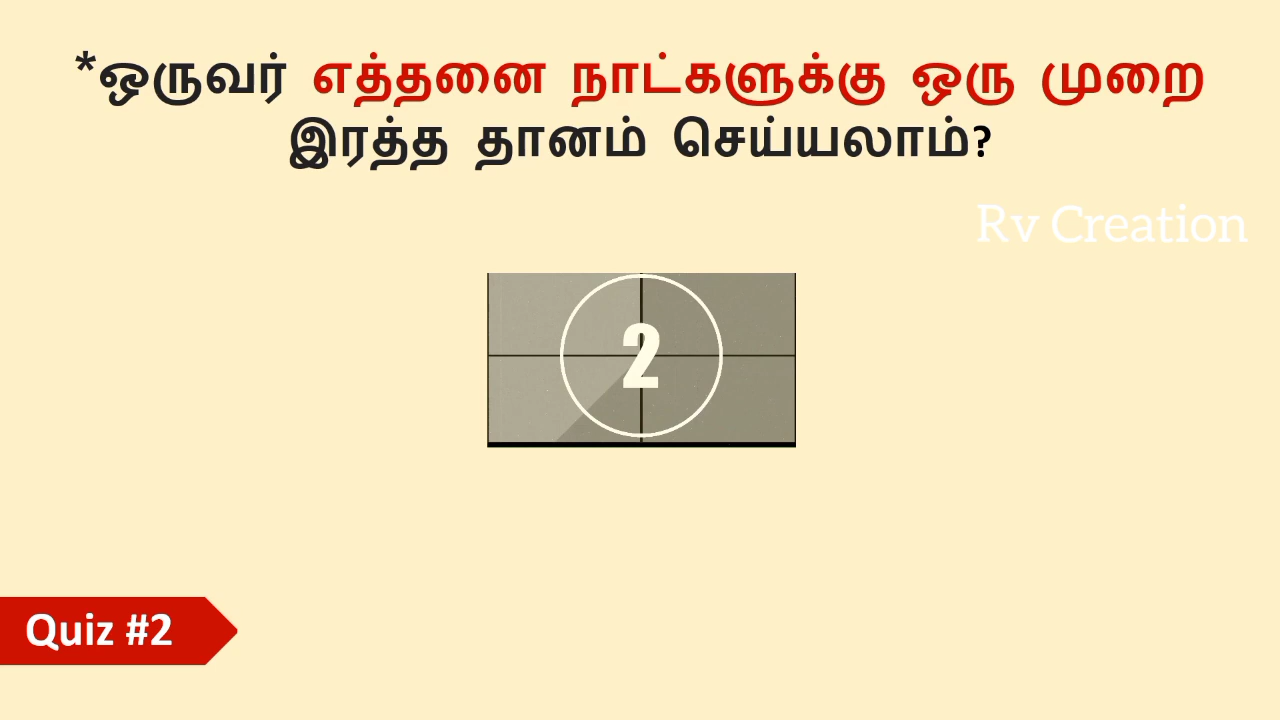 *ஒருவர் எத்தனை நாட்களுக்கு ஒரு முறை
இரத்த தானம் செய்யலாம்?
Rv Creation
2
Quiz #2